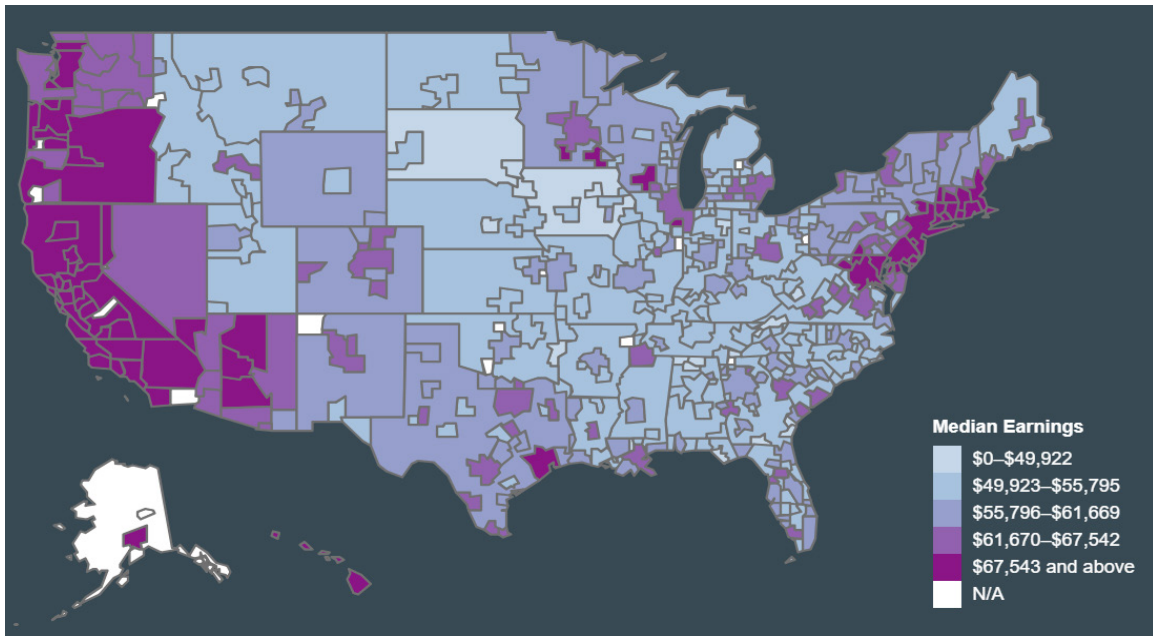 Median Earnings
$0–$49,922
$49,923–$55,795
$55,796–$61,669
$61,670–$67,542
$67,543 and above
N/A